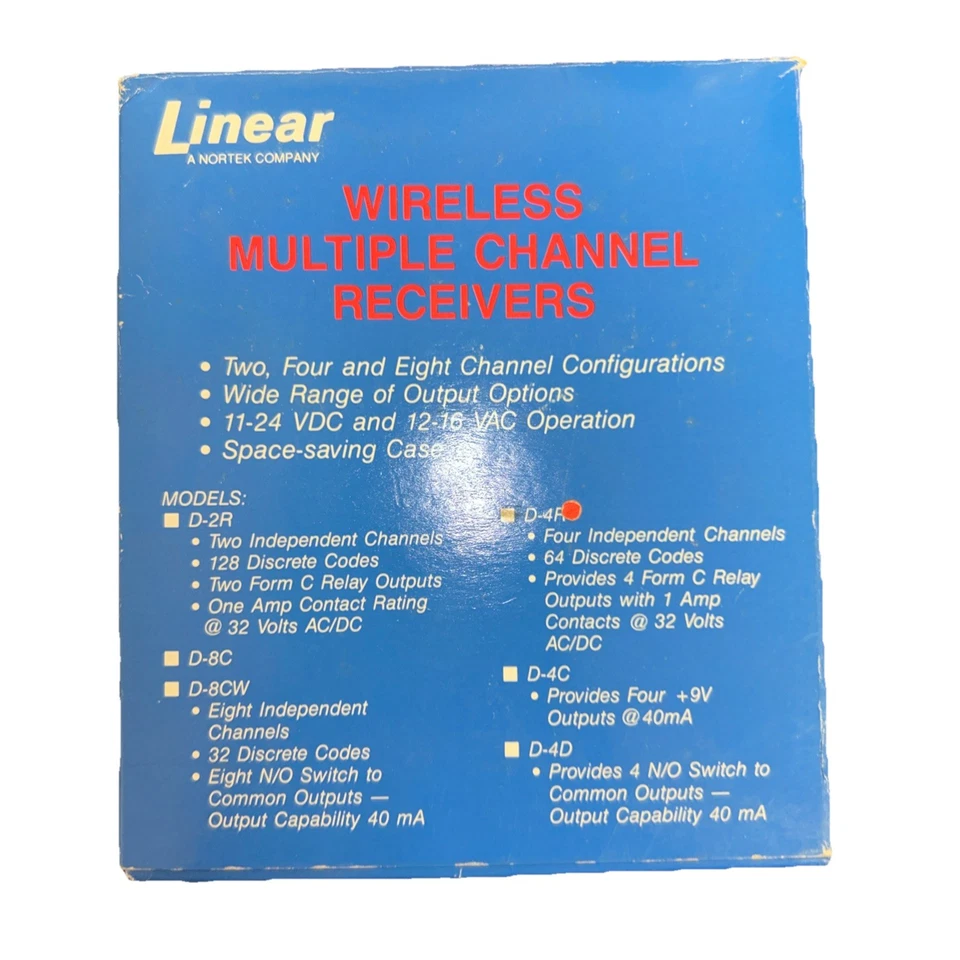 Linear
A NORTEK COMPANY
WIRELESS
MULTIPLE CHANNEL
RECEIVERS
• Two, Four and Eight Channel Configurations
• Wide Range of Output Options
• 11-24 VDC and 12-16 VAC Operation
• Space-saving Case
MODELS:
D-2R
• Two Independent Channels
• 128 Discrete Codes
• Two Form C Relay Outputs
• One Amp Contact Rating
@ 32 Volts AC/DC
D-8C
D-8CW
• Eight Independent
Channels
• 32 Discrete Codes
• Eight N/O Switch to
Common Outputs —
Output Capability 40 mA
D-4R
• Four Independent Channels
• 64 Discrete Codes
• Provides 4 Form C Relay
Outputs with 1 Amp
Contacts @ 32 Volts
AC/DC
D-4C
• Provides Four +9V
Outputs @ 40mA
D-4D
• Provides 4 N/O Switch to
Common Outputs —
Output Capability 40 mA